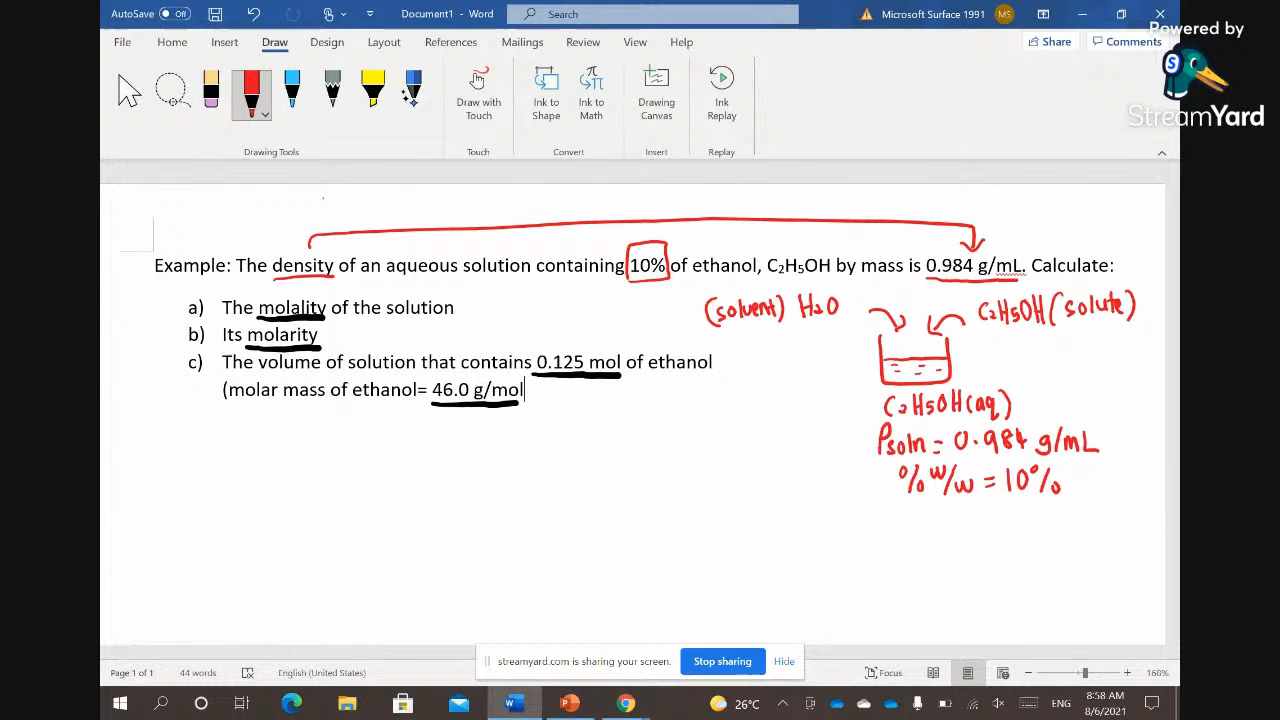 AutoSave Off
Document1 - Word
Search
Microsoft Surface 1991
MS
Powered by
StreamYard
File Home Insert Draw Design Layout References Mailings Review View Help
Share Comments
Draw with Touch
Ink to Shape
Ink to Math
Drawing Canvas
Ink Replay
Drawing Tools
Touch
Convert
Insert
Replay
Example: The density of an aqueous solution containing 10% of ethanol, C₂H₅OH by mass is 0.984 g/mL. Calculate:
a) The molality of the solution
b) Its molarity
c) The volume of solution that contains 0.125 mol of ethanol
(molar mass of ethanol= 46.0 g/mol
(solvent) H2O
C2H5OH (solute)
C2H5OH(aq)
ρsoln = 0.984 g/mL
% w/w = 10%
streamyard.com is sharing your screen.
Stop sharing
Hide
Page 1 of 1
44 words
English (United States)
Focus
160%
26°C
ENG
8:58 AM
8/6/2021